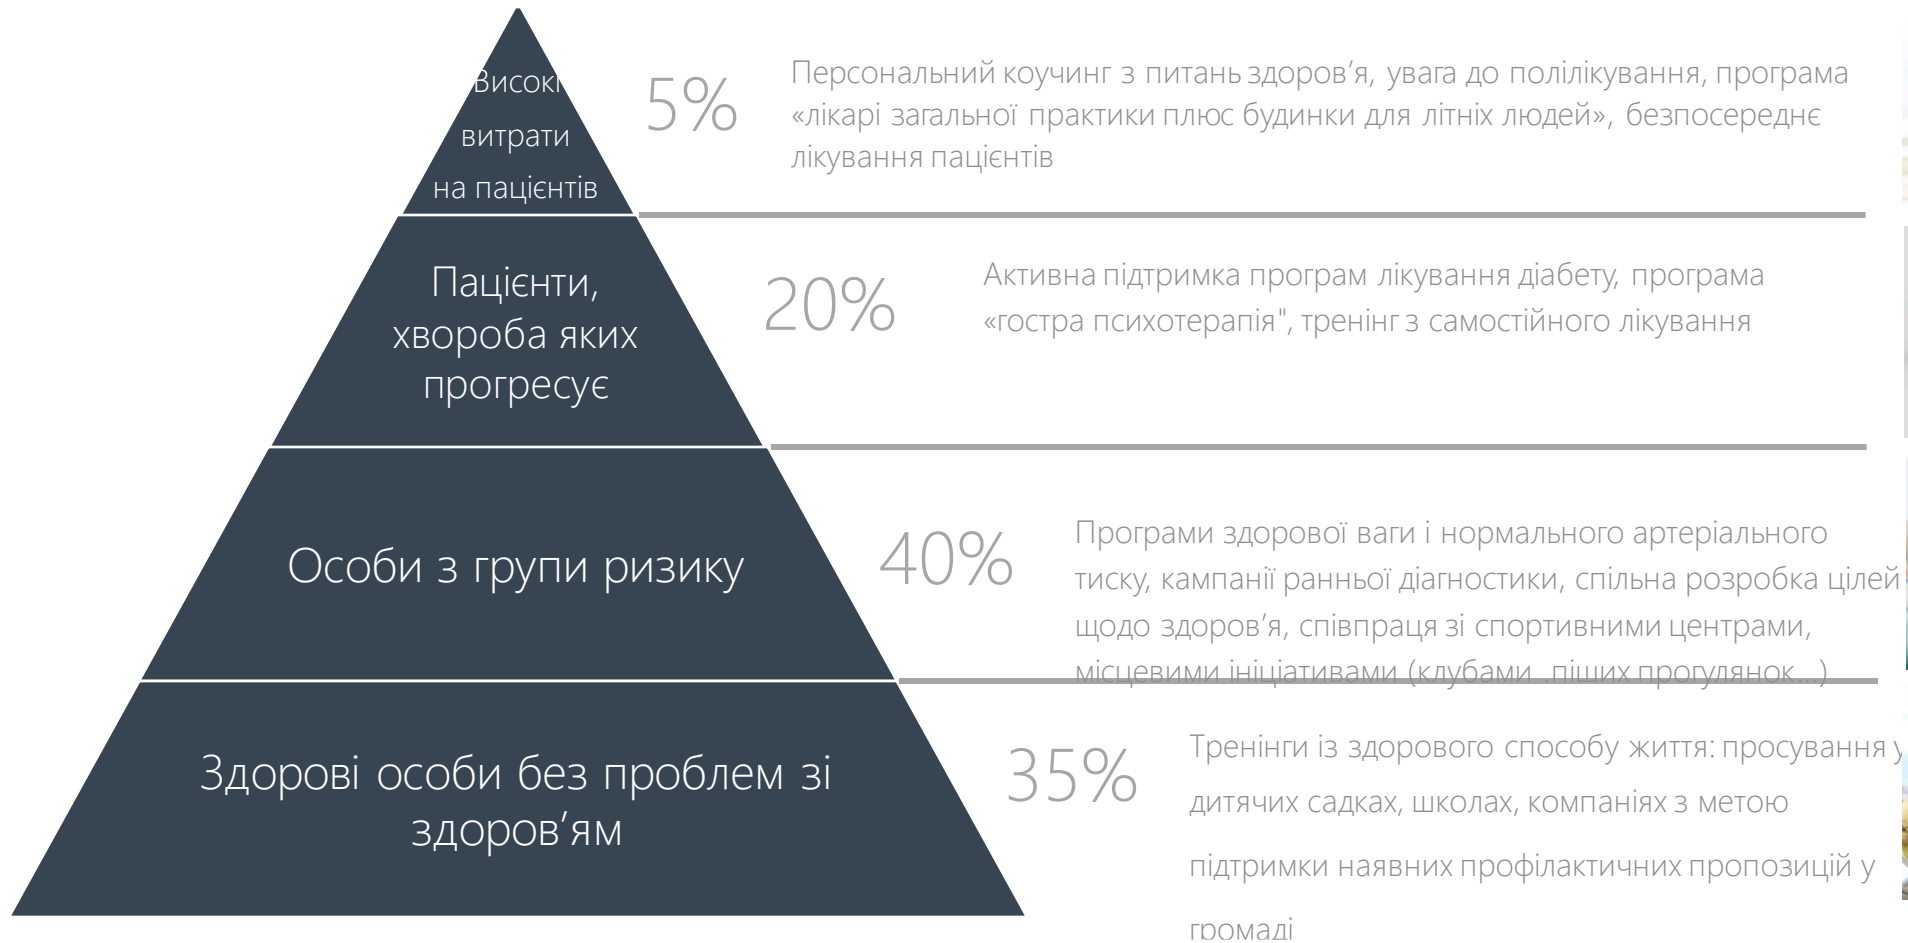 Високі
витрати
на пацієнтів
5%
Персональний коучинг з питань здоров’я, увага до полілікування, програма
«лікарі загальної практики плюс будинки для літніх людей», безпосереднє
лікування пацієнтів
Пацієнти,
хвороба яких
прогресує
20%
Активна підтримка програм лікування діабету, програма
«гостра психотерапія", тренінг з самостійного лікування
Особи з групи ризику
40%
Програми здорової ваги і нормального артеріального
тиску, кампанії ранньої діагностики, спільна розробка цілей
щодо здоров’я, співпраця зі спортивними центрами,
місцевими ініціативами (клубами .піших прогулянок...)
Здорові особи без проблем зі
здоров’ям
35%
Тренінги із здорового способу життя: просування у
дитячих садках, школах, компаніях з метою
підтримки наявних профілактичних пропозицій у
громаді